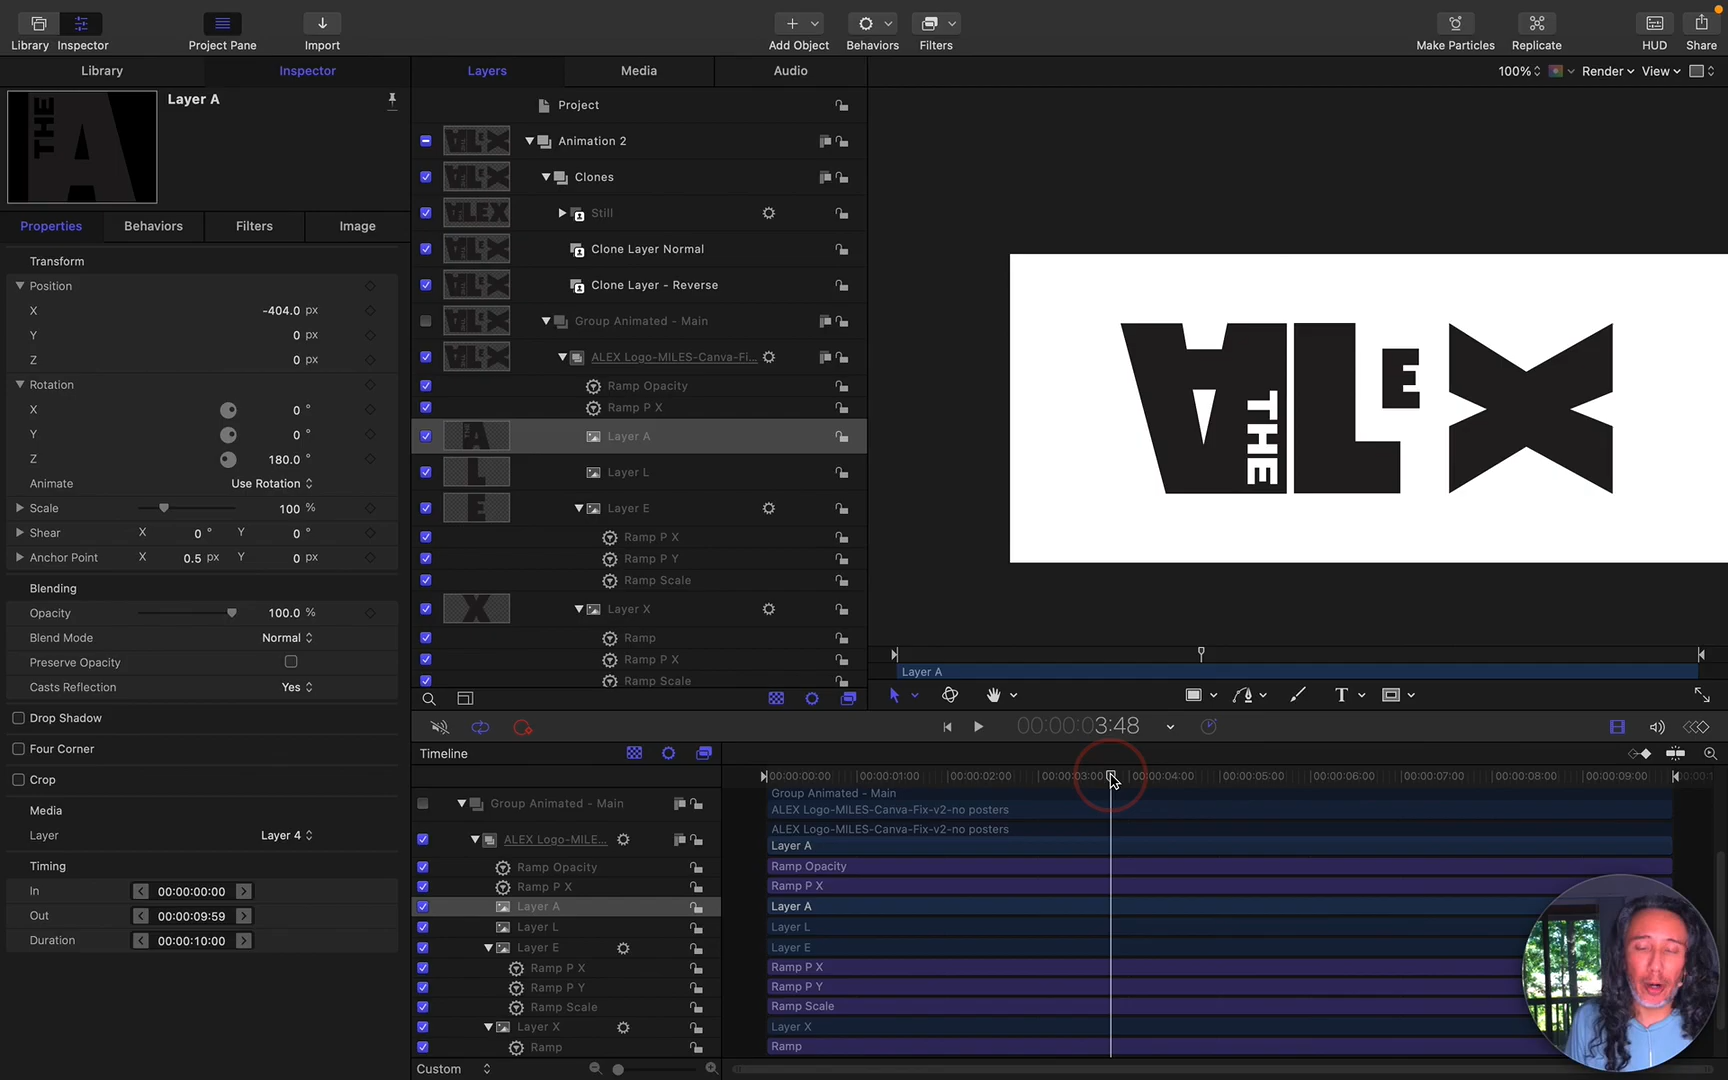 Library
Inspector
Project Pane
Import
Add Object
Behaviors
Filters
Make Particles
Replicate
HUD
Share
Library
Inspector
Layers
Media
Audio
100%
Render
View
THE
A
Layer A
Properties
Behaviors
Filters
Image
Transform
Position
X -404.0 px
Y 0 px
Z 0 px
Rotation
X 0 °
Y 0 °
Z 180.0 °
Animate Use Rotation
Scale 100 %
Shear X 0 ° Y 0 °
Anchor Point X 0.5 px Y 0 px
Blending
Opacity 100.0 %
Blend Mode Normal
Preserve Opacity
Casts Reflection Yes
Drop Shadow
Four Corner
Crop
Media
Layer Layer 4
Timing
In 00:00:00:00
Out 00:00:09:59
Duration 00:00:10:00
Project
Animation 2
Clones
Still
Clone Layer Normal
Clone Layer - Reverse
Group Animated - Main
ALEX Logo-MILES-Canva-Fi...
Ramp Opacity
Ramp P X
Layer A
Layer L
Layer E
Ramp P X
Ramp P Y
Ramp Scale
Layer X
Ramp
Ramp P X
Ramp Scale
ALEX
THE
Layer A
T
00:00:03:48
Timeline
00:00:00:00 00:00:01:00 00:00:02:00 00:00:03:00 00:00:04:00 00:00:05:00 00:00:06:00 00:00:07:00 00:00:08:00 00:00:09:00
Group Animated - Main
ALEX Logo-MILE...
Ramp Opacity
Ramp P X
Layer A
Layer L
Layer E
Ramp P X
Ramp P Y
Ramp Scale
Layer X
Ramp
Group Animated - Main
ALEX Logo-MILES-Canva-Fix-v2-no posters
ALEX Logo-MILES-Canva-Fix-v2-no posters
Layer A
Ramp Opacity
Ramp P X
Layer A
Layer L
Layer E
Ramp P X
Ramp P Y
Ramp Scale
Layer X
Ramp
Custom